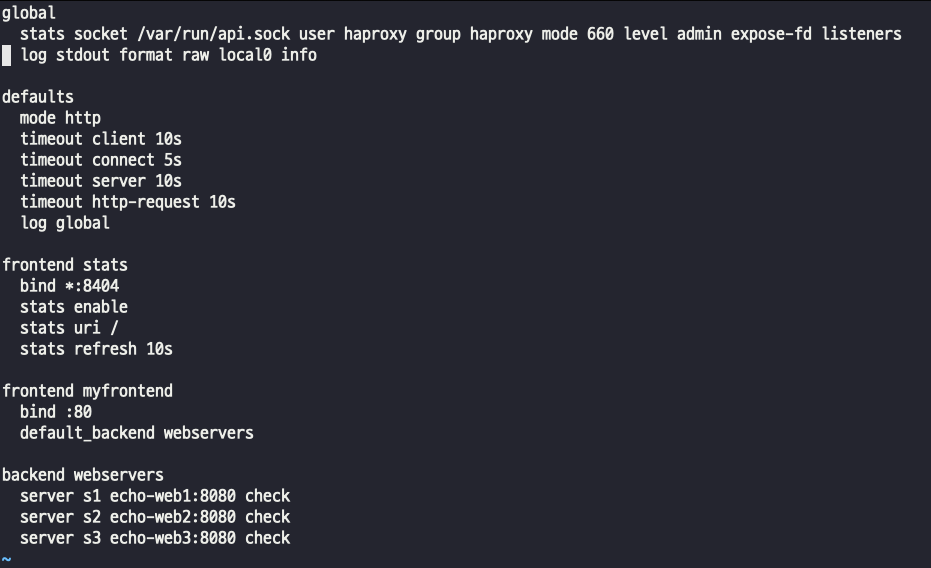 global
  stats socket /var/run/api.sock user haproxy group haproxy mode 660 level admin expose-fd listeners
  log stdout format raw local0 info

defaults
  mode http
  timeout client 10s
  timeout connect 5s
  timeout server 10s
  timeout http-request 10s
  log global

frontend stats
  bind *:8404
  stats enable
  stats uri /
  stats refresh 10s

frontend myfrontend
  bind :80
  default_backend webservers

backend webservers
  server s1 echo-web1:8080 check
  server s2 echo-web2:8080 check
  server s3 echo-web3:8080 check
~